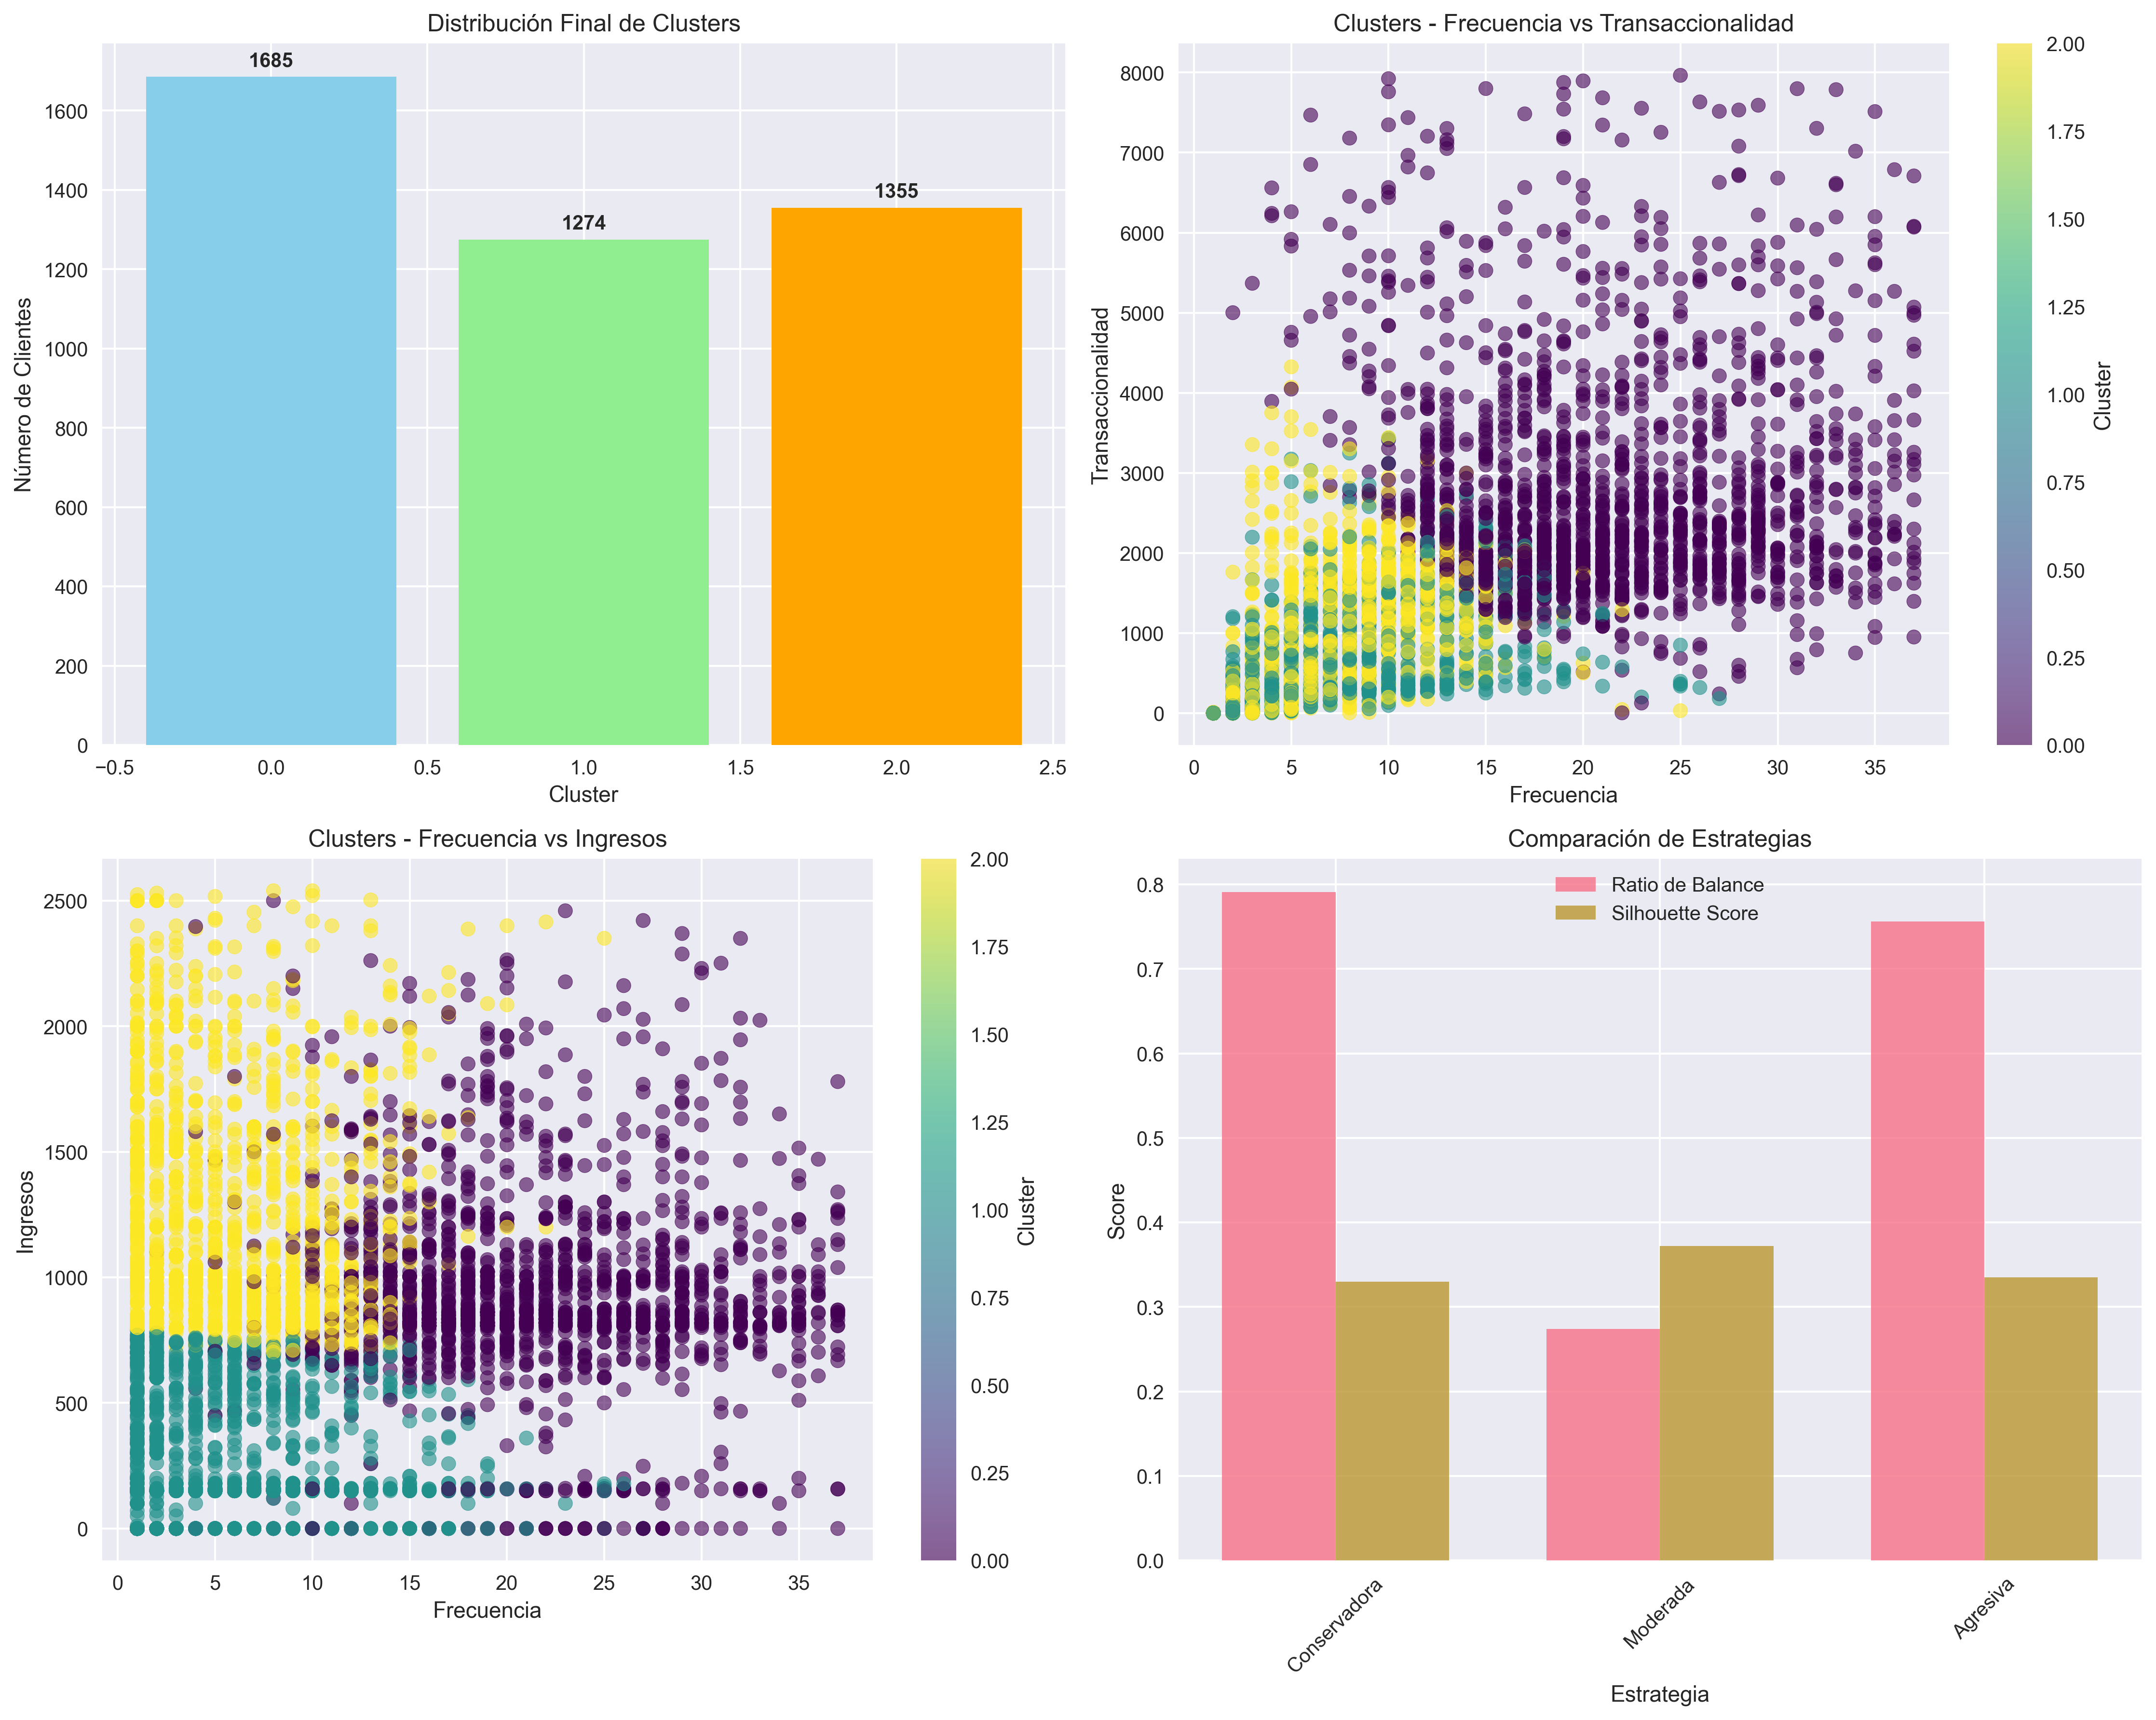 Distribución Final de Clusters
1685
1274
1355
1600
1400
1200
1000
800
600
400
200
0
Número de Clientes
−0.5 0.0 0.5 1.0 1.5 2.0 2.5
Cluster
Clusters - Frecuencia vs Transaccionalidad
8000
7000
6000
5000
4000
3000
2000
1000
0
Transaccionalidad
0 5 10 15 20 25 30 35
Frecuencia
2.00
1.75
1.50
1.25
1.00
0.75
0.50
0.25
0.00
Cluster
Clusters - Frecuencia vs Ingresos
2500
2000
1500
1000
500
0
Ingresos
0 5 10 15 20 25 30 35
Frecuencia
2.00
1.75
1.50
1.25
1.00
0.75
0.50
0.25
0.00
Cluster
Comparación de Estrategias
Ratio de Balance
Silhouette Score
0.8
0.7
0.6
0.5
0.4
0.3
0.2
0.1
0.0
Score
Conservadora
Moderada
Agresiva
Estrategia